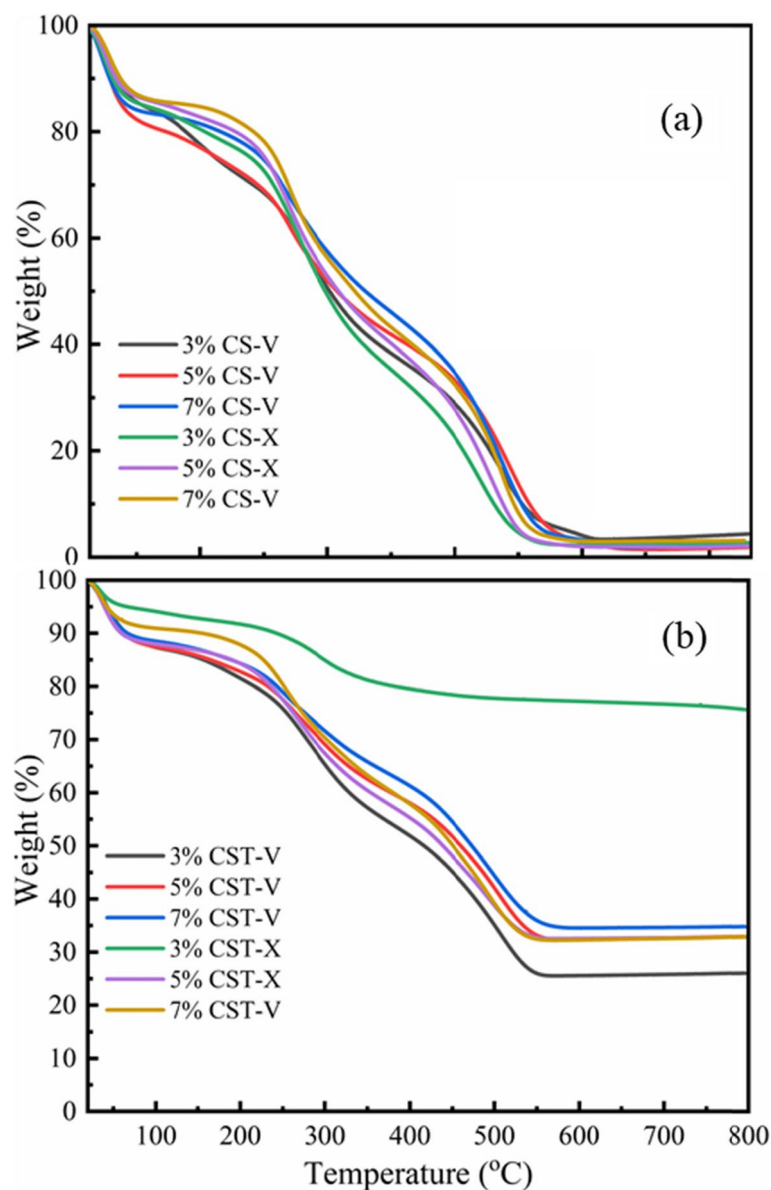 100
80
60
40
20
0
Weight (%)
(a)
3% CS-V
5% CS-V
7% CS-V
3% CS-X
5% CS-X
7% CS-V
100
90
80
70
60
50
40
30
20
10
0
Weight (%)
(b)
3% CST-V
5% CST-V
7% CST-V
3% CST-X
5% CST-X
7% CST-V
100 200 300 400 500 600 700 800
Temperature (°C)